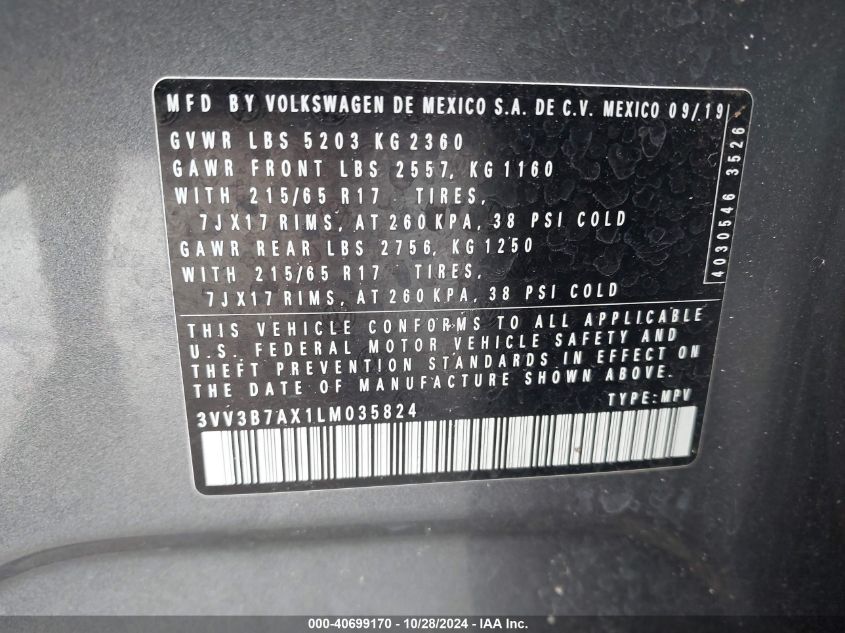 MFD BY VOLKSWAGEN DE MEXICO S.A. DE C.V. MEXICO 09/19
GVWR LBS 5203 KG 2360
GAWR FRONT LBS 2557, KG 1160
WITH 215/65 R17 TIRES,
7JX17 RIMS, AT 260 KPA, 38 PSI COLD
GAWR REAR LBS 2756, KG 1250
WITH 215/65 R17 TIRES,
7JX17 RIMS, AT 260 KPA, 38 PSI COLD
4030546 3526
THIS VEHICLE CONFORMS TO ALL APPLICABLE
U.S. FEDERAL MOTOR VEHICLE SAFETY AND
THEFT PREVENTION STANDARDS IN EFFECT ON
THE DATE OF MANUFACTURE SHOWN ABOVE.
3VV3B7AX1LM035824 TYPE:MPV
000-40699170 - 10/28/2024 - IAA Inc.